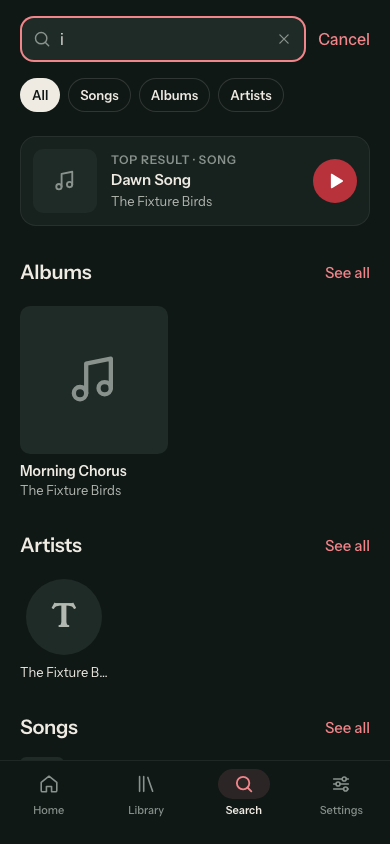 i
Cancel
All
Songs
Albums
Artists
TOP RESULT · SONG
Dawn Song
The Fixture Birds
Albums
See all
Morning Chorus
The Fixture Birds
Artists
See all
T
The Fixture B...
Songs
See all
Home
Library
Search
Settings